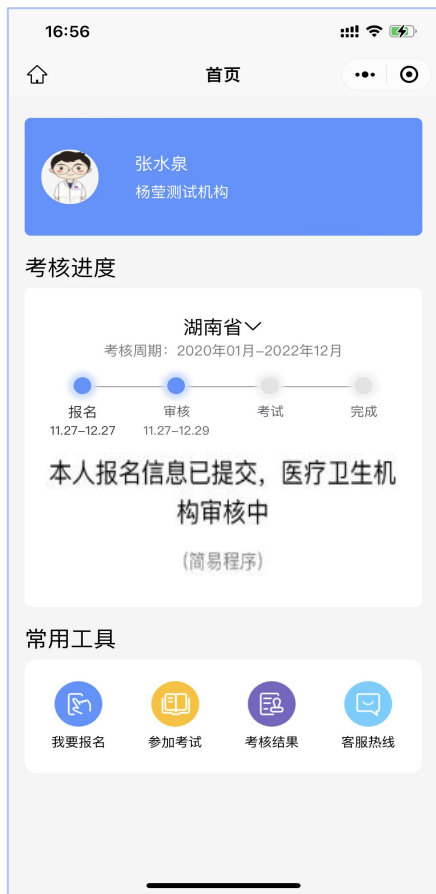 16:56
首页
张水泉
杨莹测试机构
考核进度
湖南省
考核周期：2020年01月-2022年12月
报名 审核 考试 完成
11.27-12.27 11.27-12.29
本人报名信息已提交，医疗卫生机
构审核中
(简易程序)
常用工具
我要报名 参加考试 考核结果 客服热线